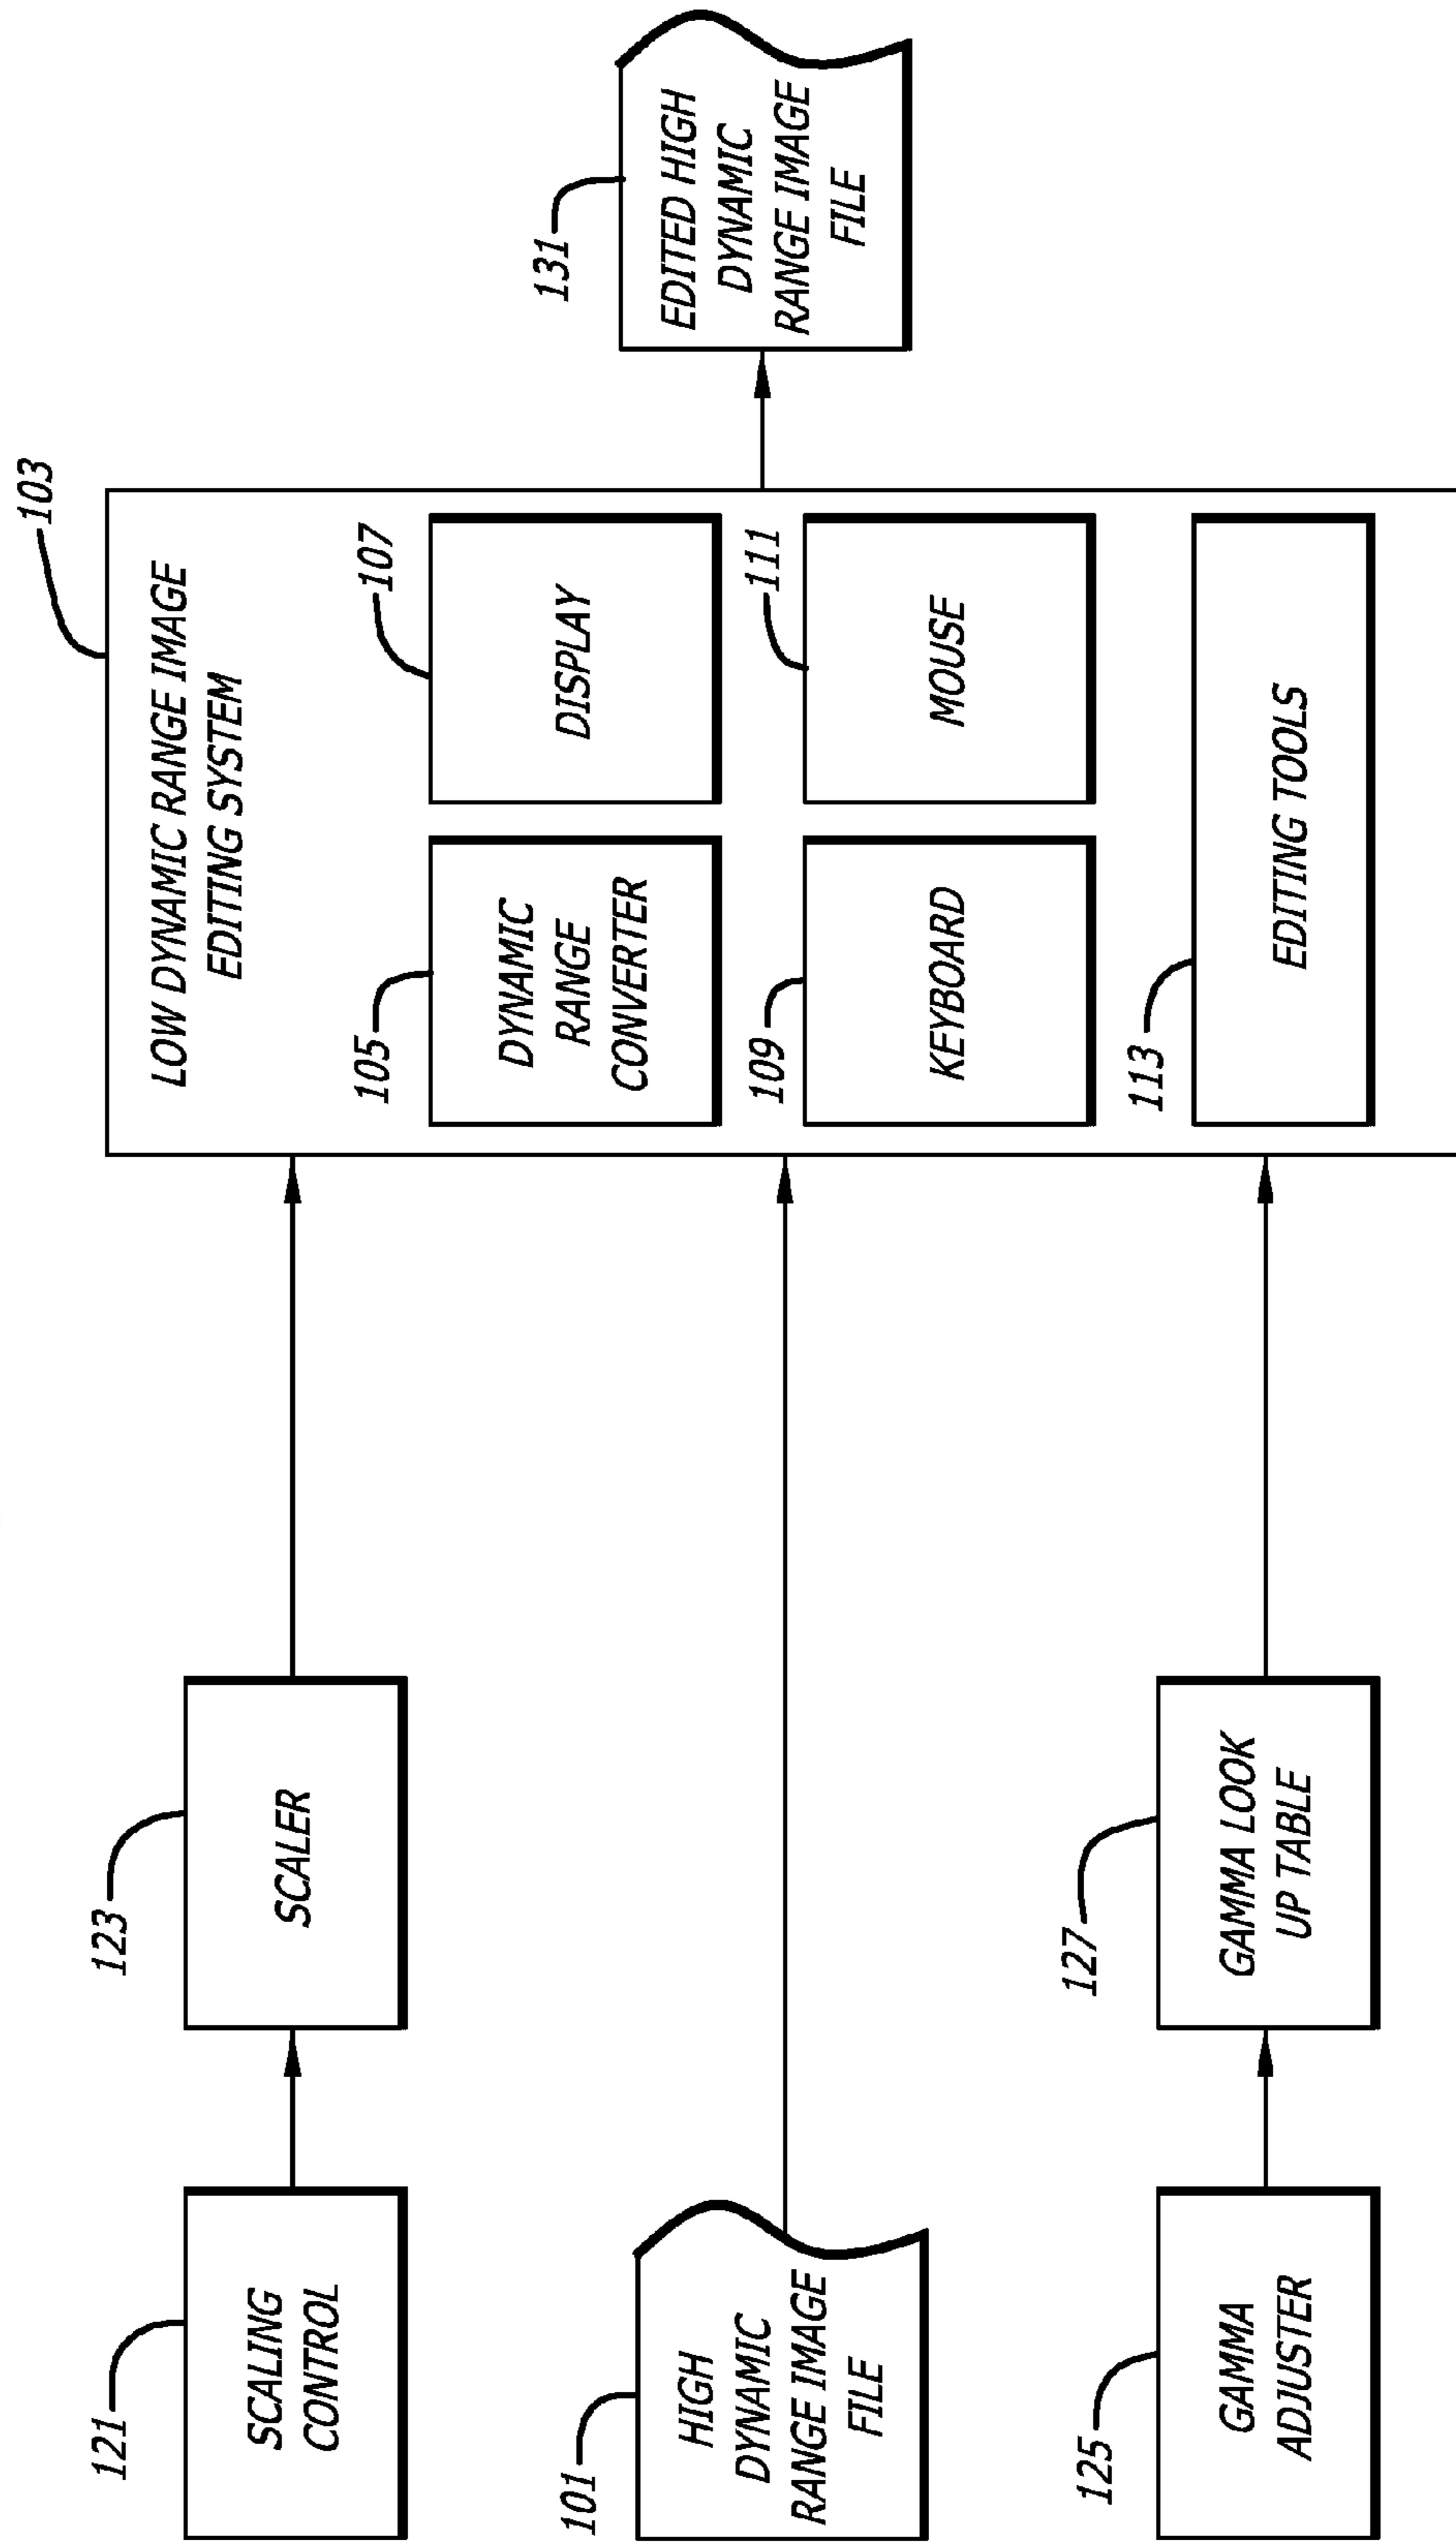 121
SCALING
CONTROL
123
SCALER
101
HIGH
DYNAMIC
RANGE IMAGE
FILE
125
GAMMA
ADJUSTER
127
GAMMA LOOK
UP TABLE
103
LOW DYNAMIC RANGE IMAGE
EDITING SYSTEM
105
DYNAMIC
RANGE
CONVERTER
107
DISPLAY
109
KEYBOARD
111
MOUSE
113
EDITING TOOLS
131
EDITED HIGH
DYNAMIC
RANGE IMAGE
FILE